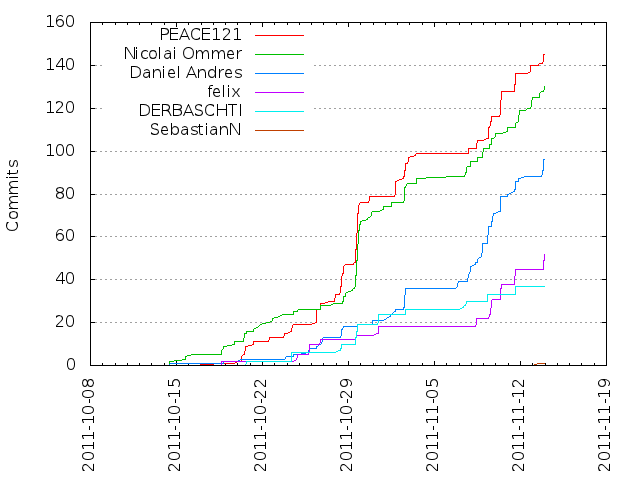 160
140
120
100
80
60
40
20
0
Commits
PEACE121
Nicolai Ommer
Daniel Andres
felix
DERBASCHTI
SebastianN
2011-10-08
2011-10-15
2011-10-22
2011-10-29
2011-11-05
2011-11-12
2011-11-19